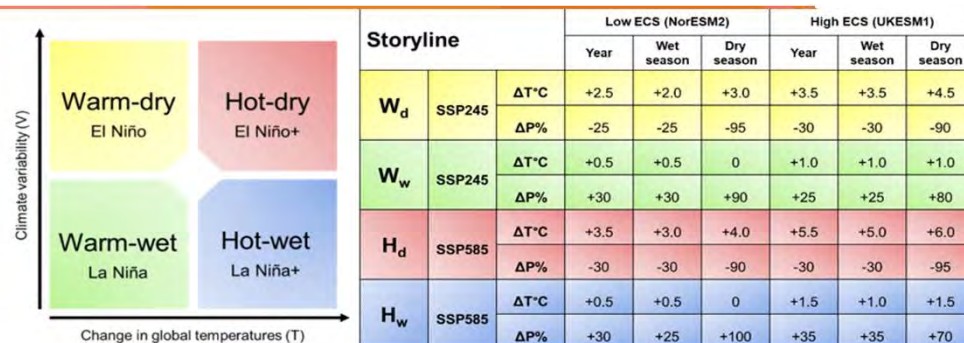 Climate variability (V)
Warm-dry
El Niño
Hot-dry
El Niño+
Warm-wet
La Niña
Hot-wet
La Niña+
Change in global temperatures (T)
Storyline Low ECS (NorESM2) High ECS (UKESM1)
Year Wet season Dry season Year Wet season Dry season
Wd SSP245 ΔT°C +2.5 +2.0 +3.0 +3.5 +3.5 +4.5
ΔP% -25 -25 -95 -30 -30 -90
Ww SSP245 ΔT°C +0.5 +0.5 0 +1.0 +1.0 +1.0
ΔP% +30 +30 +90 +25 +25 +80
Hd SSP585 ΔT°C +3.5 +3.0 +4.0 +5.5 +5.0 +6.0
ΔP% -30 -30 -90 -30 -30 -95
Hw SSP585 ΔT°C +0.5 +0.5 0 +1.5 +1.0 +1.5
ΔP% +30 +25 +100 +35 +35 +70